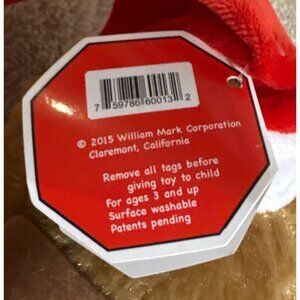 7 59786 60013 2
© 2015 William Mark Corporation
Claremont, California
Remove all tags before
giving toy to child
For ages 3 and up
Surface washable
Patents pending